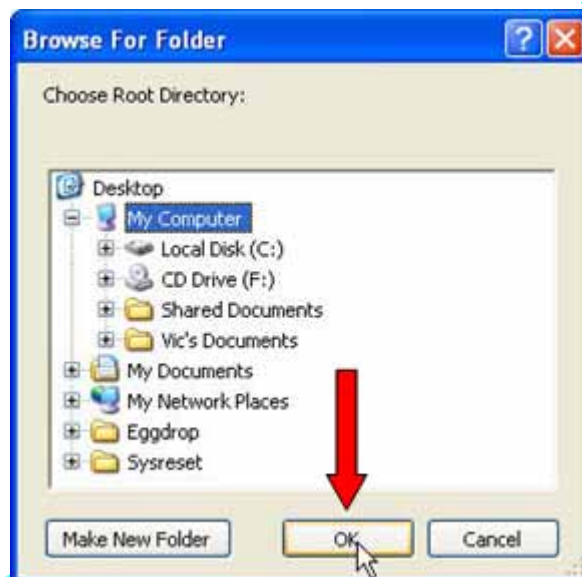 Browse For Folder
Choose Root Directory:
Desktop
My Computer
Local Disk (C:)
CD Drive (F:)
Shared Documents
Vic's Documents
My Documents
My Network Places
Eggdrop
Sysreset
Make New Folder OK Cancel